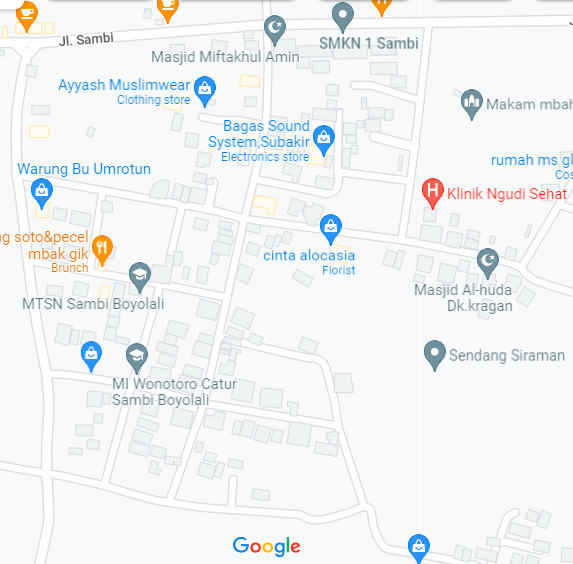 Jl. Sambi
SMKN 1 Sambi
Masjid Miftakhul Amin
Ayyash Muslimwear
Clothing store
Makam mbah
Bagas Sound
System,Subakir
Electronics store
rumah ms gl
Cos
Warung Bu Umrotun
H
Klinik Ngudi Sehat
ng soto&pecel
mbak gik
Brunch
cinta alocasia
Florist
Masjid Al-huda
Dk.kragan
MTSN Sambi Boyolali
Sendang Siraman
MI Wonotoro Catur
Sambi Boyolali
Google